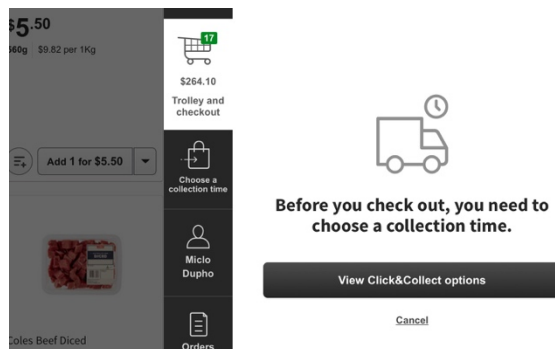 $5.50
560g $9.82 per 1Kg
Add 1 for $5.50
Coles Beef Diced
17
$264.10
Trolley and
checkout
Choose a
collection time
Miclo
Dupho
Orders
Before you check out, you need to
choose a collection time.
View Click&Collect options
Cancel